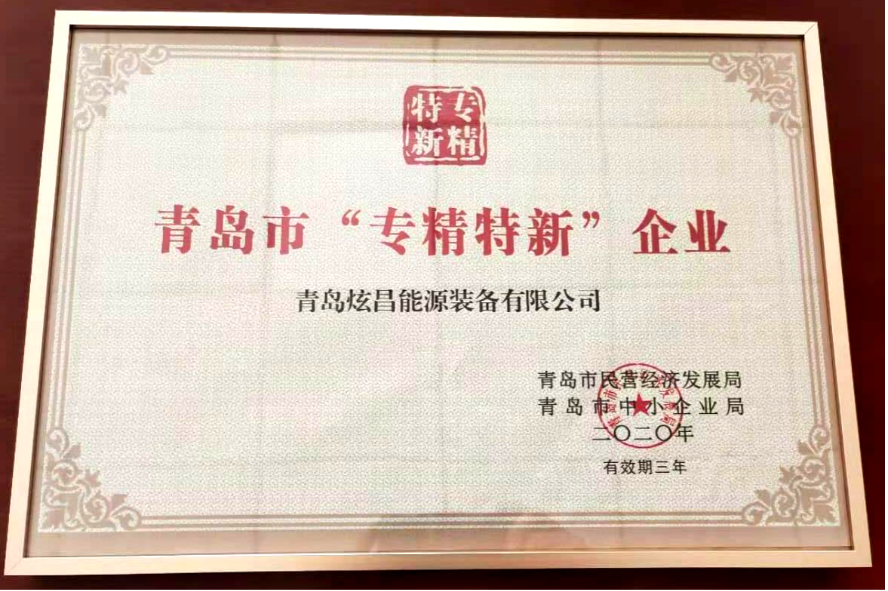 专精
特新
青岛市“专精特新”企业
青岛炫昌能源装备有限公司
青岛市民营经济发展局
青岛市中小企业局
二〇二〇年
有效期三年